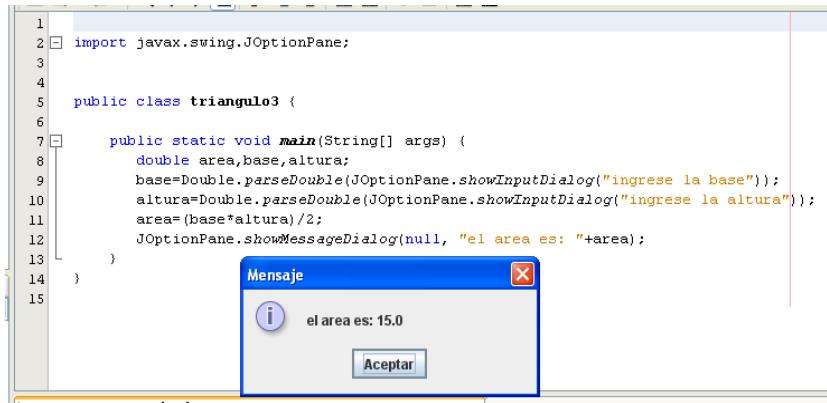 1
2 import javax.swing.JOptionPane;
3
4
5 public class triangulo3 {
6
7 public static void main(String[] args) {
8 double area,base,altura;
9 base=Double.parseDouble(JOptionPane.showInputDialog("ingrese la base"));
10 altura=Double.parseDouble(JOptionPane.showInputDialog("ingrese la altura"));
11 area=(base*altura)/2;
12 JOptionPane.showMessageDialog(null, "el area es: "+area);
13 }
14 }
15
Mensaje
el area es: 15.0
Aceptar